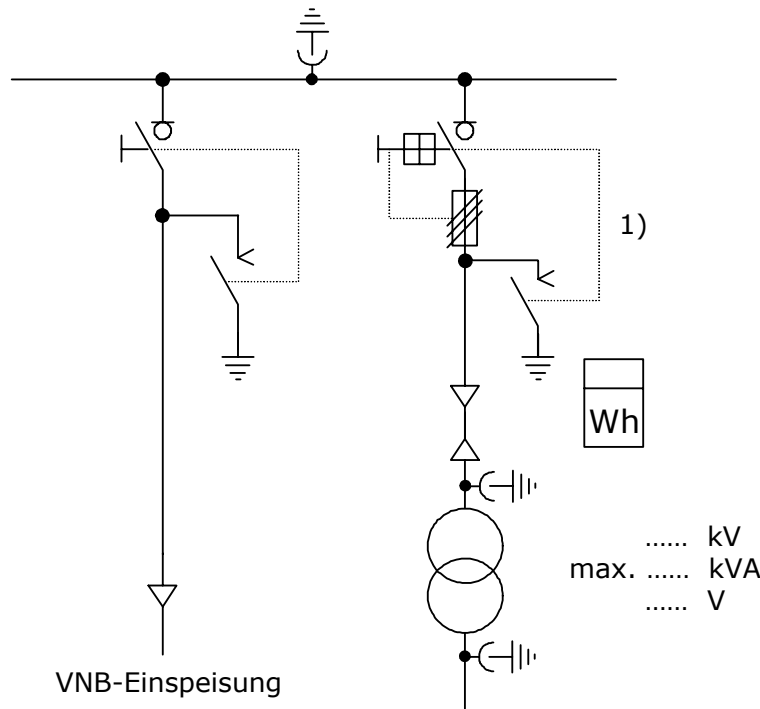 1)
Wh
...... kV
max. ...... kVA
...... V
VNB-Einspeisung